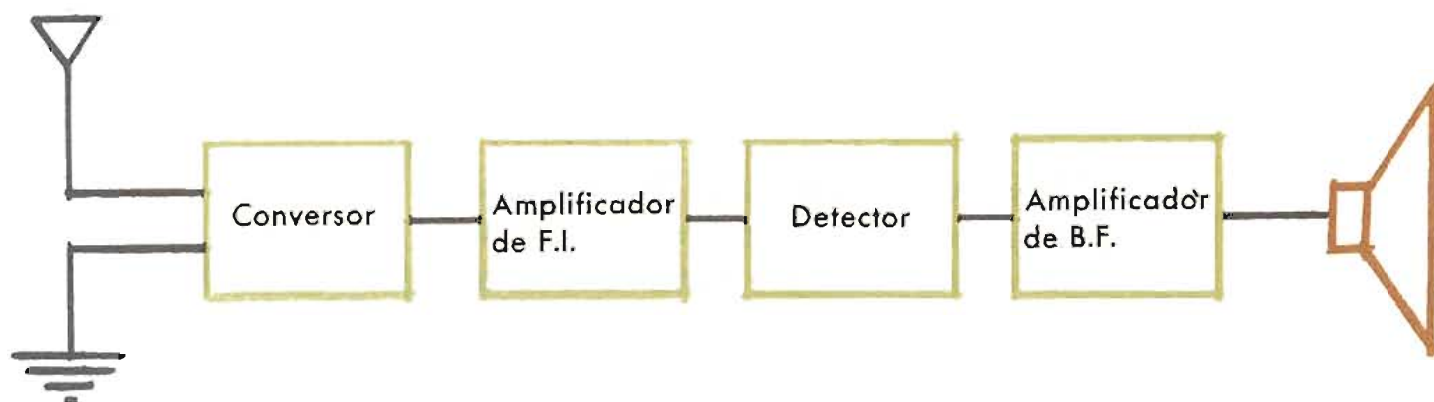 Conversor
Amplificador
de F.I.
Detector
Amplificador
de B.F.